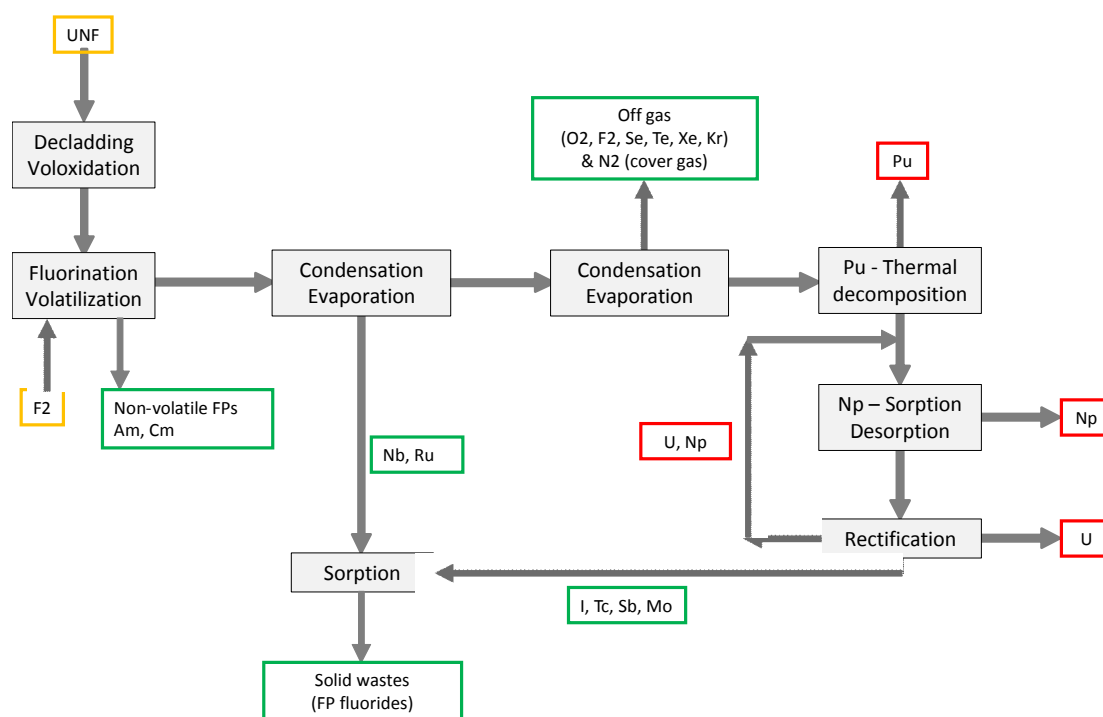 UNF
Decladding
Voloxidation
Off gas
(O2, F2, Se, Te, Xe, Kr)
& N2 (cover gas)
Pu
Fluorination
Volatilization
Condensation
Evaporation
Condensation
Evaporation
Pu - Thermal
decomposition
F2
Non-volatile FPs
Am, Cm
Nb, Ru
U, Np
Np – Sorption
Desorption
Np
Rectification
U
Sorption
I, Tc, Sb, Mo
Solid wastes
(FP fluorides)